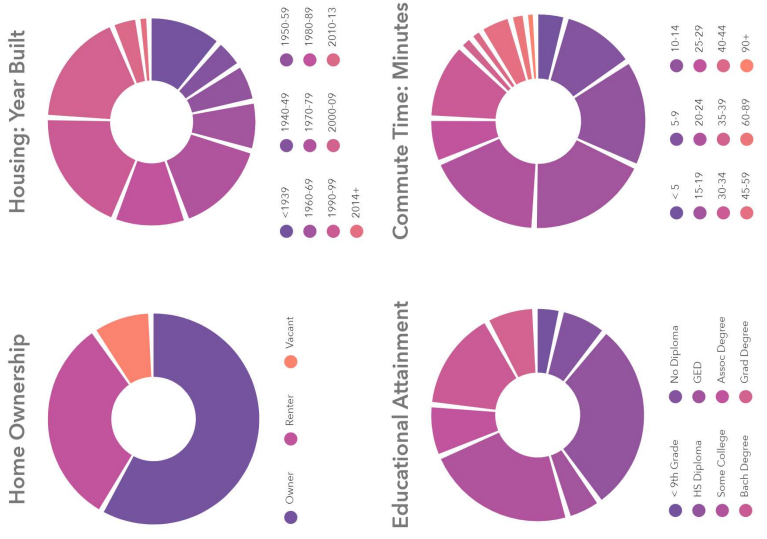 Home Ownership
Owner Renter Vacant
Housing: Year Built
<1939 1940-49 1950-59
1960-69 1970-79 1980-89
1990-99 2000-09 2010-13
2014+
Educational Attainment
< 9th Grade No Diploma
HS Diploma GED
Some College Assoc Degree
Bach Degree Grad Degree
Commute Time: Minutes
< 5 5-9 10-14
15-19 20-24 25-29
30-34 35-39 40-44
45-59 60-89 90+